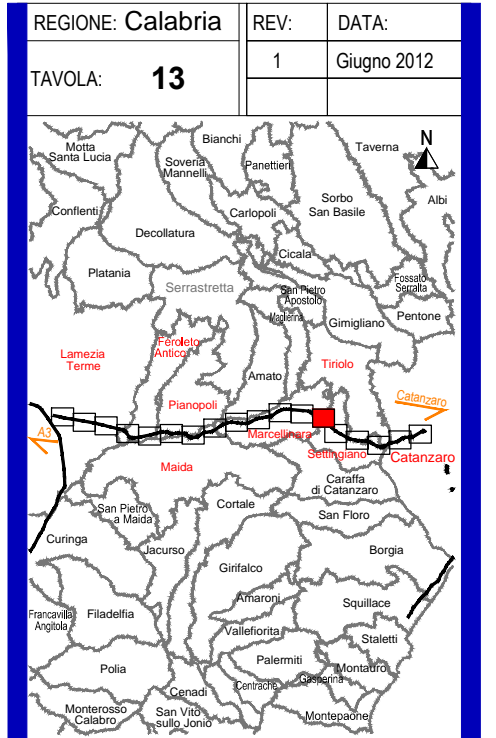 REGIONE: Calabria
REV:
DATA:
TAVOLA: 13
1
Giugno 2012
N
Motta
Santa Lucia
Bianchi
Soveria
Mannelli
Panettieri
Taverna
Conflenti
Carlopoli
Sorbo
San Basile
Albi
Decollatura
Cicala
Platania
Serrastretta
San Pietro
Apostolo
Fossato
Serralta
Maglierina
Gimigliano
Pentone
Lamezia
Terme
Feroleto
Antico
Amato
Tiriolo
Pianopoli
Catanzaro
A3
Marcellinara
Settingiano
Catanzaro
Maida
Caraffa
di Catanzaro
San Pietro
a Maida
Cortale
San Floro
Curinga
Jacurso
Girifalco
Borgia
Amaroni
Squillace
Francavilla
Angitola
Filadelfia
Vallefiorita
Staletti
Polia
Palermiti
Montauro
Cenadi
Centrache
Gasperina
Monterosso
Calabro
San Vito
sullo Jonio
Montepaone